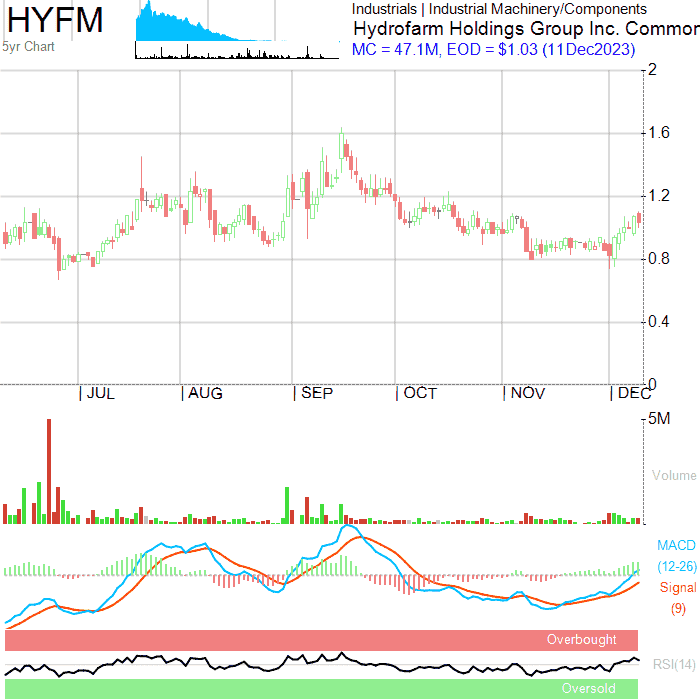 HYFM
5yr Chart
Industrials | Industrial Machinery/Components
Hydrofarm Holdings Group Inc. Common
MC = 47.1M, EOD = $1.03 (11Dec2023)
2
1.6
1.2
0.8
0.4
0
| JUL | AUG | SEP | OCT | NOV | DEC
5M
Volume
MACD
(12-26)
Signal
(9)
Overbought
RSI(14)
Oversold